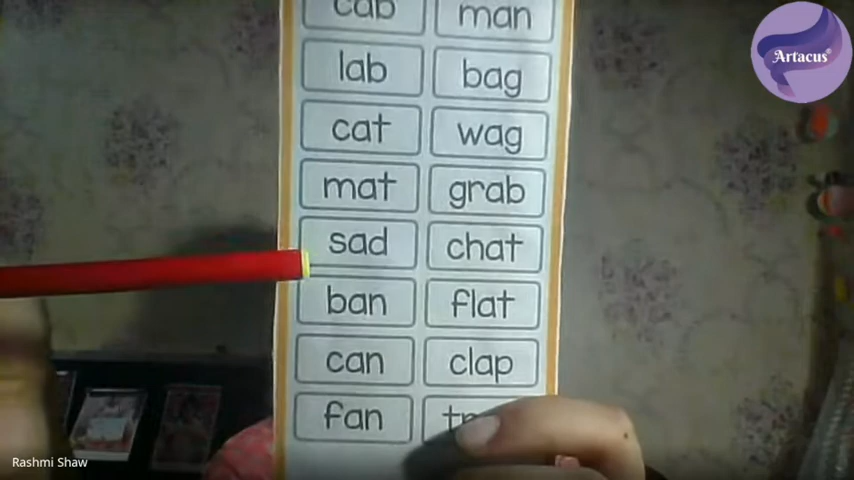 cab man
lab bag
cat wag
mat grab
sad chat
ban flat
can clap
fan
Artacus
Rashmi Shaw